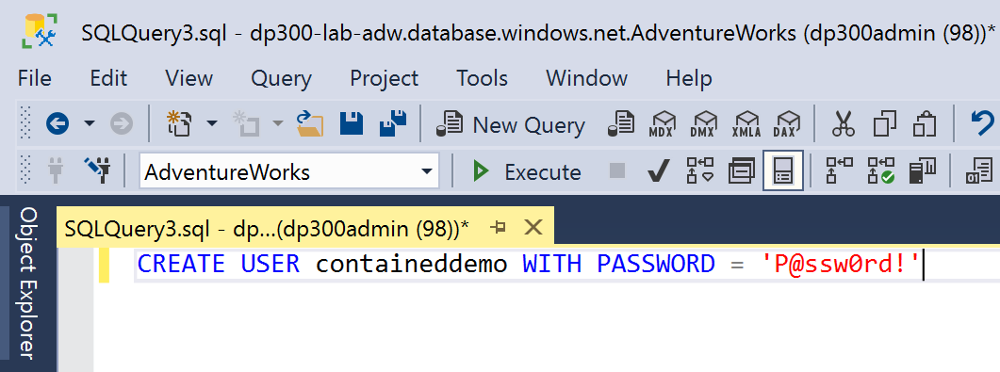 SQLQuery3.sql - dp300-lab-adw.database.windows.net.AdventureWorks (dp300admin (98))*
File Edit View Query Project Tools Window Help
New Query MDX DMX XMLA DAX
AdventureWorks Execute
Object Explorer
SQLQuery3.sql - dp...(dp300admin (98))*
CREATE USER containeddemo WITH PASSWORD = 'P@ssw0rd!'